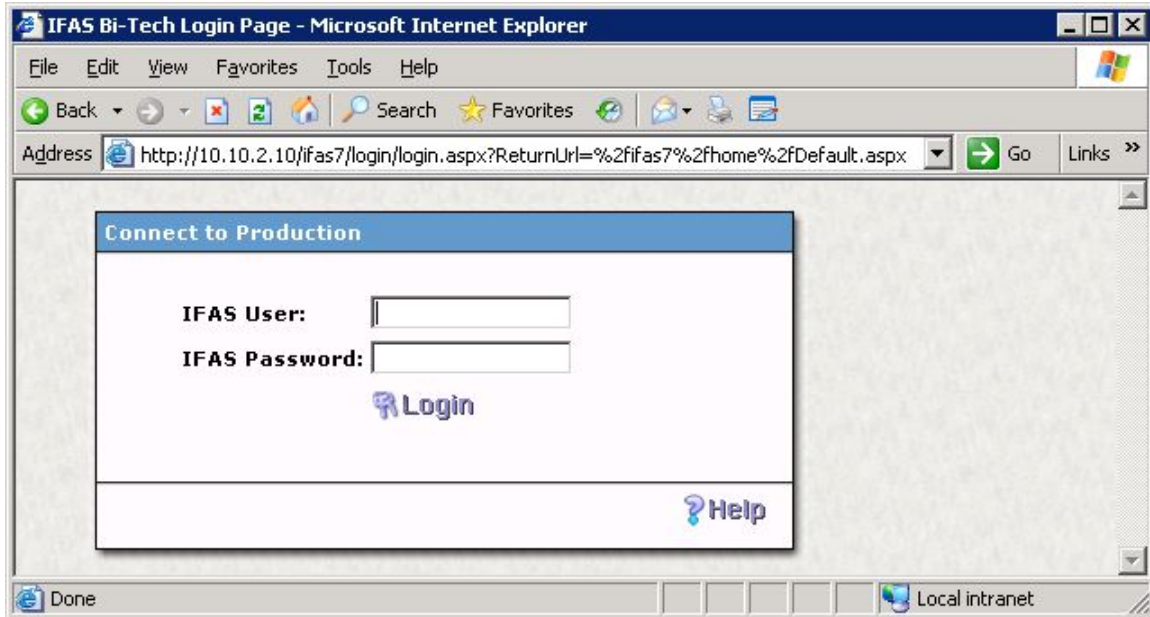 IFAS Bi-Tech Login Page - Microsoft Internet Explorer
File Edit View Favorites Tools Help
Back Search Favorites
Address http://10.10.2.10/ifas7/login/login.aspx?ReturnUrl=%2fifas7%2fhome%2fDefault.aspx Go Links »
Connect to Production
IFAS User:
IFAS Password:
Login
Help
Done Local intranet